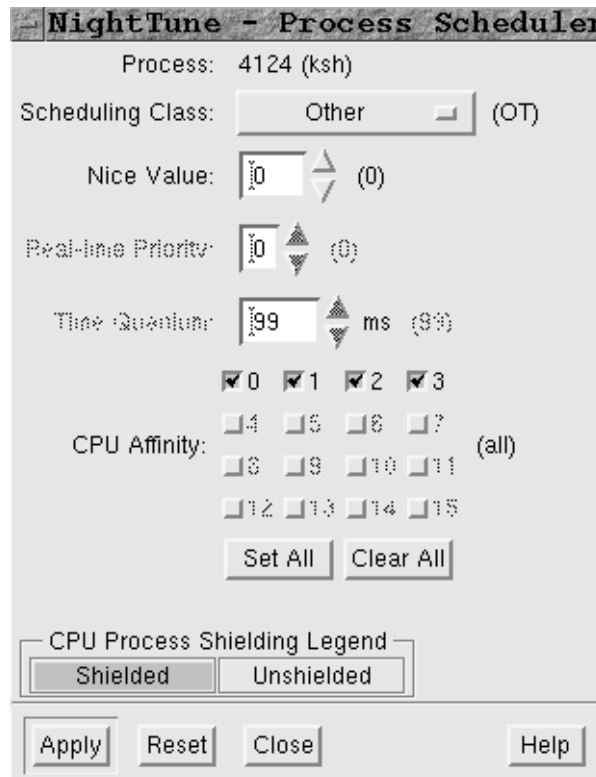 NightTune - Process Scheduler
Process: 4124 (ksh)
Scheduling Class: Other (OT)
Nice Value: 0 (0)
Real-time Priority: 0 (0)
Time Quantum: 99 ms (99)
0 1 2 3
4 5 6 7
CPU Affinity: (all)
8 9 10 11
12 13 14 15
Set All Clear All
CPU Process Shielding Legend
Shielded Unshielded
Apply Reset Close Help